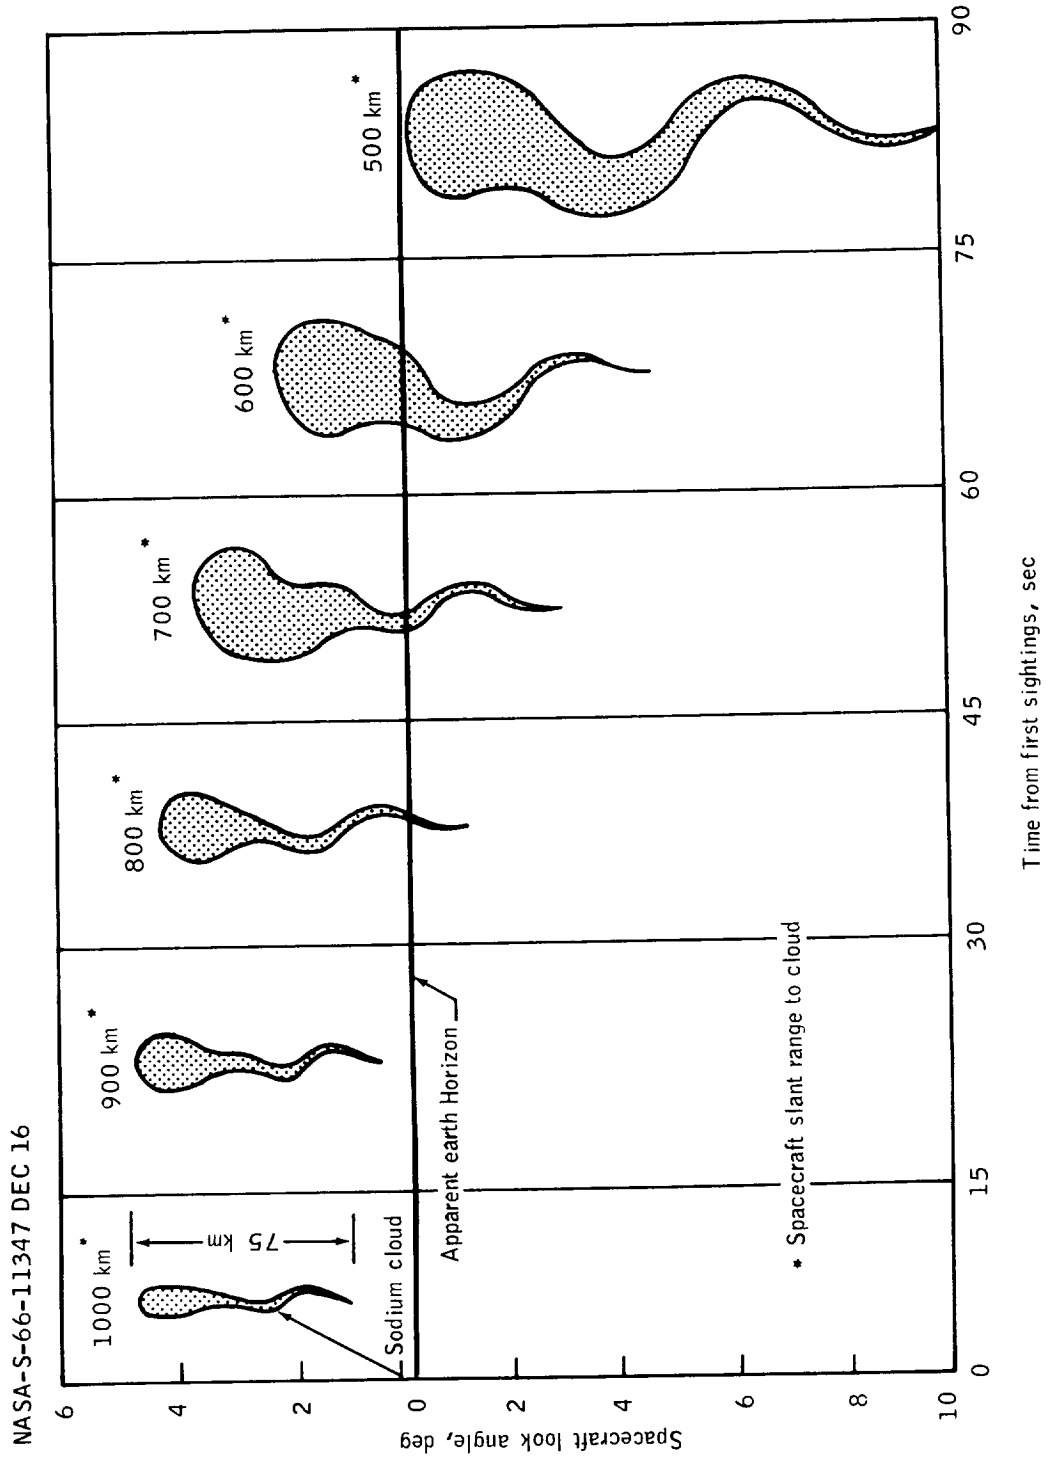 NASA-S-66-11347 DEC 16
1000 km*
900 km*
800 km*
700 km*
600 km*
500 km*
75 km
Sodium cloud
Apparent earth Horizon
* Spacecraft slant range to cloud
Spacecraft look angle, deg
6
4
2
0
2
4
6
8
10
0
15
30
45
60
75
90
Time from first sightings, sec